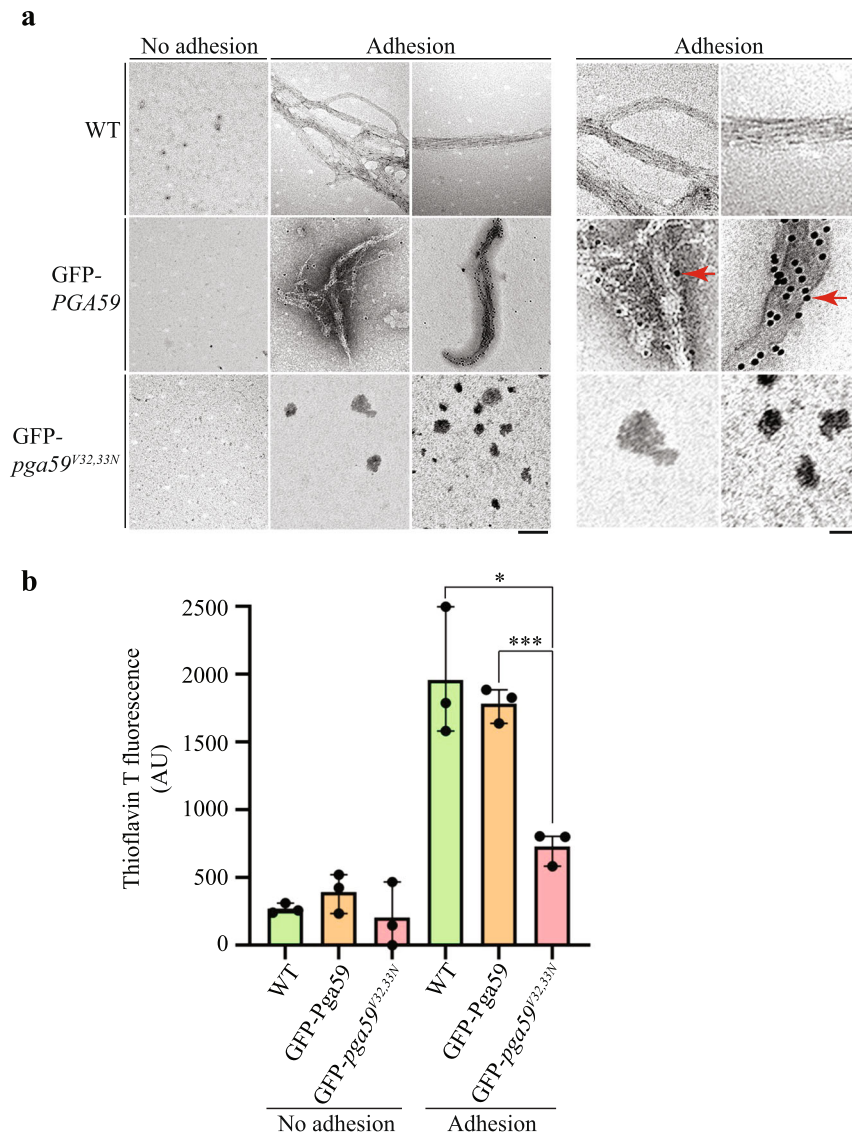 a
No adhesion Adhesion Adhesion
WT
GFP-
PGA59
GFP-
pga59V32,33N
b
Thioflavin T fluorescence
(AU)
2500
2000
1500
1000
500
0
*
***
WT
GFP-Pga59
GFP-pga59V32,33N
WT
GFP-Pga59
GFP-pga59V32,33N
No adhesion Adhesion